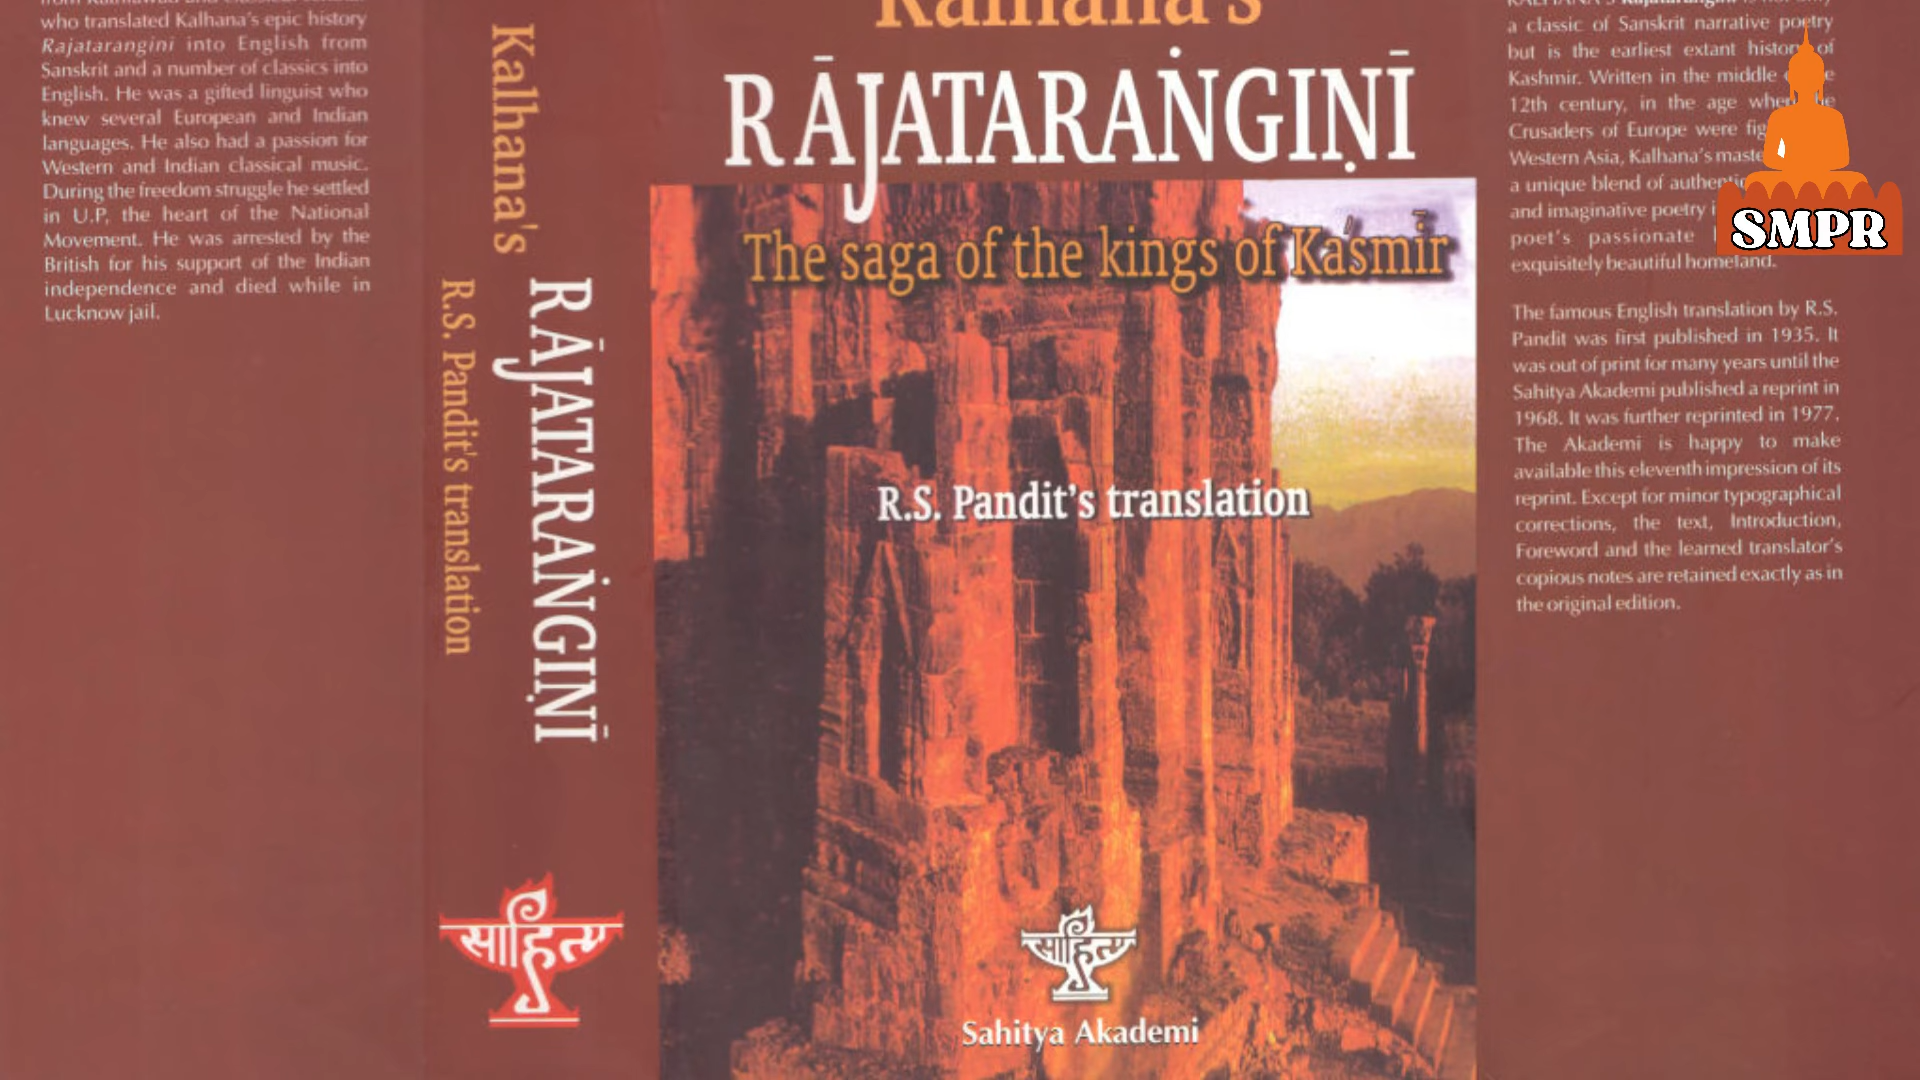 who translated Kalhana's epic history
Rajatarangini into English from
Sanskrit and a number of classics into
English. He was a gifted linguist who
knew several European and Indian
languages. He also had a passion for
Western and Indian classical music.
During the freedom struggle he settled
in U.P, the heart of the National
Movement. He was arrested by the
British for his support of the Indian
independence and died while in
Lucknow jail.
Kalhana's
RĀJATARAṄGIṆĪ
R.S. Pandit's translation
साहित्य
Kalhana's
RĀJATARAṄGIṆĪ
The saga of the kings of Kaśmīr
R.S. Pandit's translation
साहित्य
Sahitya Akademi
a classic of Sanskrit narrative poetry
but is the earliest extant history of
Kashmir. Written in the middle
12th century, in the age when
Crusaders of Europe were
Western Asia, Kalhana's
a unique blend of
and imaginative poetry
poet's passionate
exquisitely beautiful homeland.
The famous English translation by R.S.
Pandit was first published in 1935. It
was out of print for many years until the
Sahitya Akademi published a reprint in
1968. It was further reprinted in 1977.
The Akademi is happy to make
available this eleventh impression of its
reprint. Except for minor typographical
corrections, the text, Introduction,
Foreword and the learned translator's
copious notes are retained exactly as in
the original edition.
SMPR